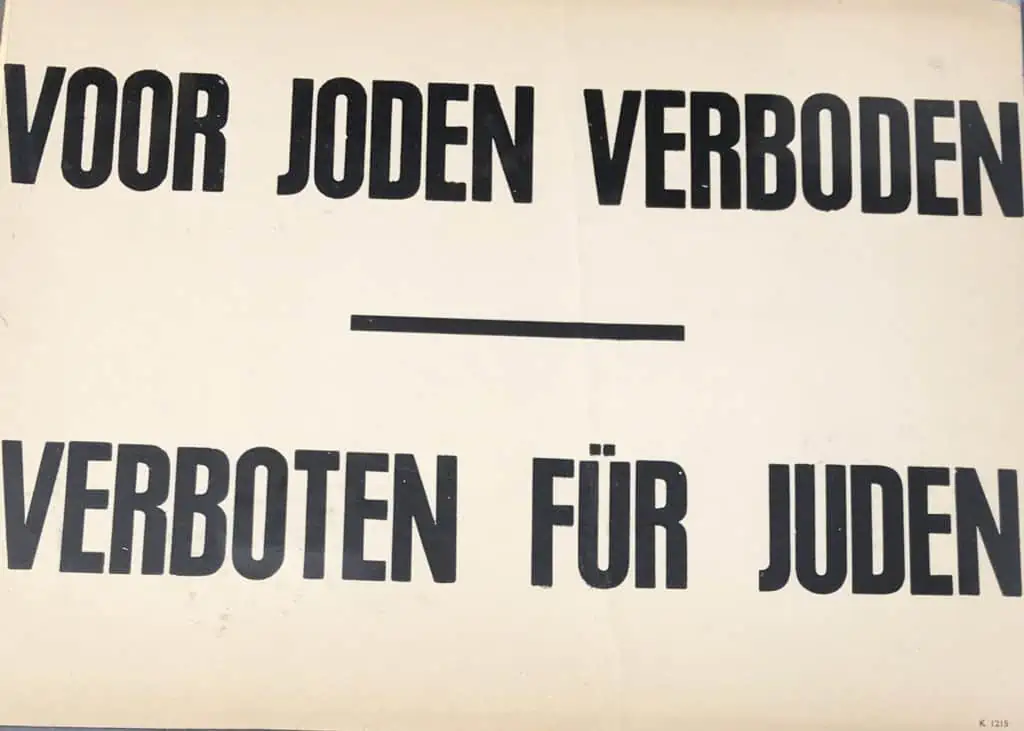 VOOR JODEN VERBODEN
VERBOTEN FÜR JUDEN
K 1215